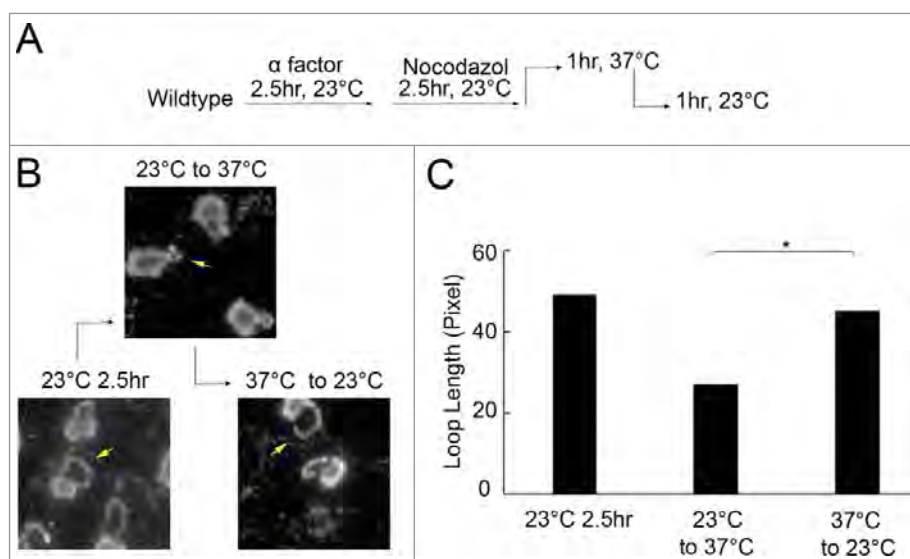 A
Wildtype
α factor
2.5hr, 23°C
Nocodazol
2.5hr, 23°C
1hr, 37°C
1hr, 23°C
B
23°C to 37°C
23°C 2.5hr
37°C to 23°C
C
Loop Length (Pixel)
60
40
20
0
*
23°C 2.5hr
23°C
to 37°C
37°C
to 23°C